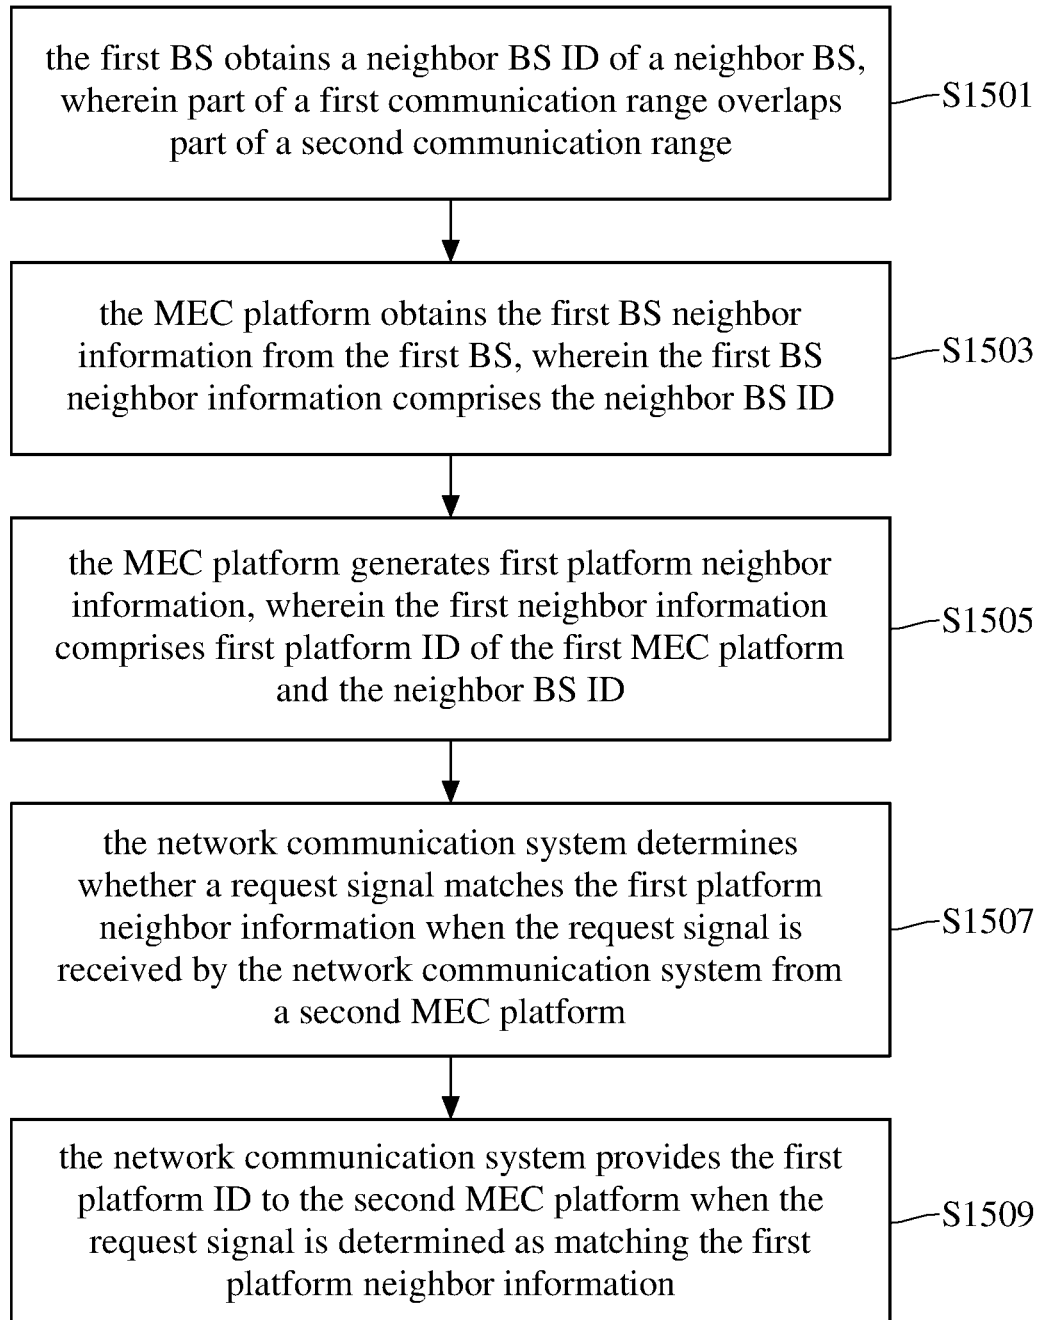 the first BS obtains a neighbor BS ID of a neighbor BS,
wherein part of a first communication range overlaps
part of a second communication range
S1501
the MEC platform obtains the first BS neighbor
information from the first BS, wherein the first BS
neighbor information comprises the neighbor BS ID
S1503
the MEC platform generates first platform neighbor
information, wherein the first neighbor information
comprises first platform ID of the first MEC platform
and the neighbor BS ID
S1505
the network communication system determines
whether a request signal matches the first platform
neighbor information when the request signal is
received by the network communication system from
a second MEC platform
S1507
the network communication system provides the first
platform ID to the second MEC platform when the
request signal is determined as matching the first
platform neighbor information
S1509